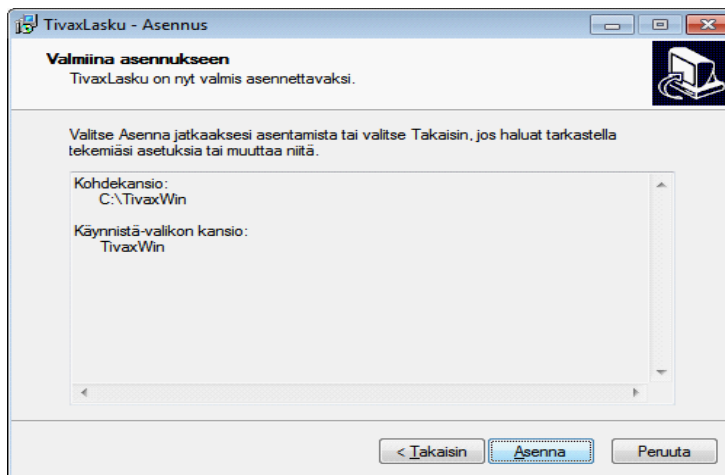 TivaxLasku - Asennus
Valmiina asennukseen
TivaxLasku on nyt valmis asennettavaksi.
Valitse Asenna jatkaaksesi asentamista tai valitse Takaisin, jos haluat tarkastella
tekemiäsi asetuksia tai muuttaa niitä.
Kohdekansio:
C:\TivaxWin
Käynnistä-valikon kansio:
TivaxWin
< Takaisin
Asenna
Peruuta